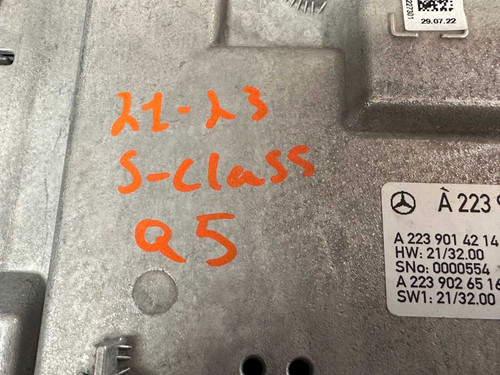 29.07.22
21-23
S-class
Q5
A 223 9
A 223 901 42 14
HW: 21/32.00
SNo: 0000554
A 223 902 65 16
SW1: 21/32.00